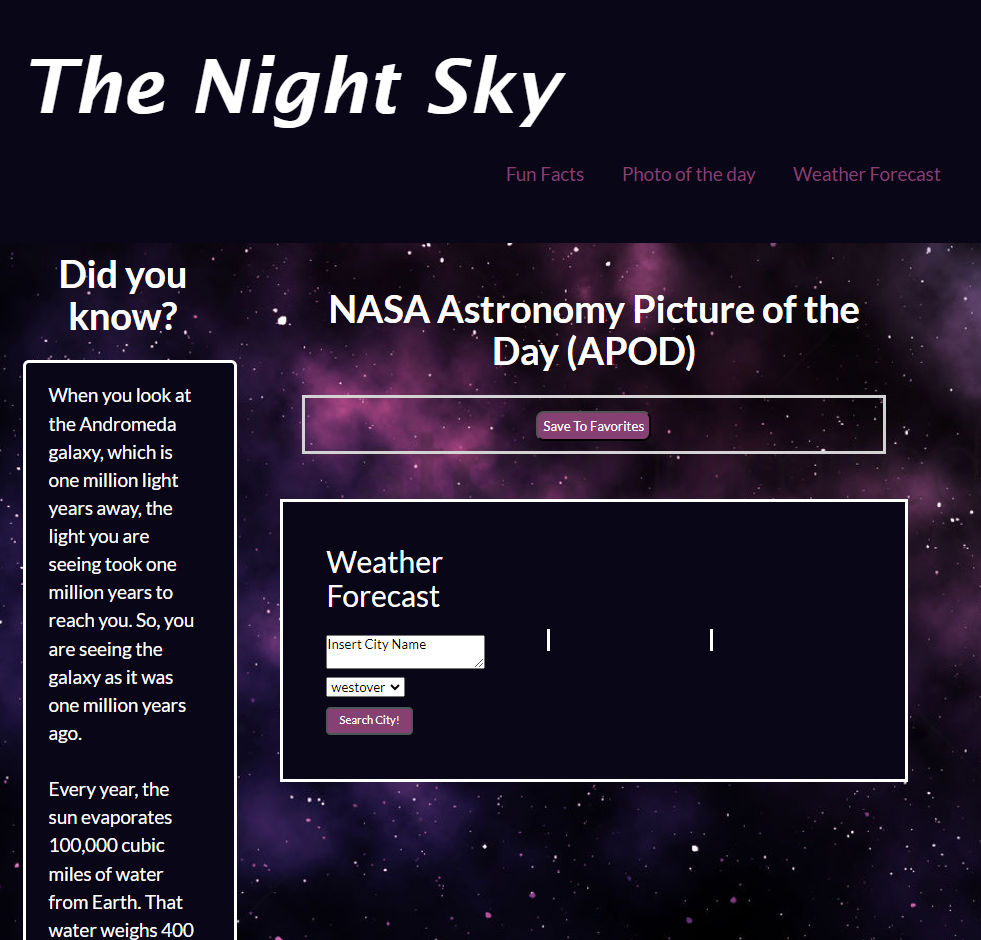 The Night Sky
Fun Facts
Photo of the day
Weather Forecast
Did you
know?
When you look at
the Andromeda
galaxy, which is
one million light
years away, the
light you are
seeing took one
million years to
reach you. So, you
are seeing the
galaxy as it was
one million years
ago.
Every year, the
sun evaporates
100,000 cubic
miles of water
from Earth. That
water weighs 400
NASA Astronomy Picture of the
Day (APOD)
Save To Favorites
Weather
Forecast
Insert City Name
westover
Search City!